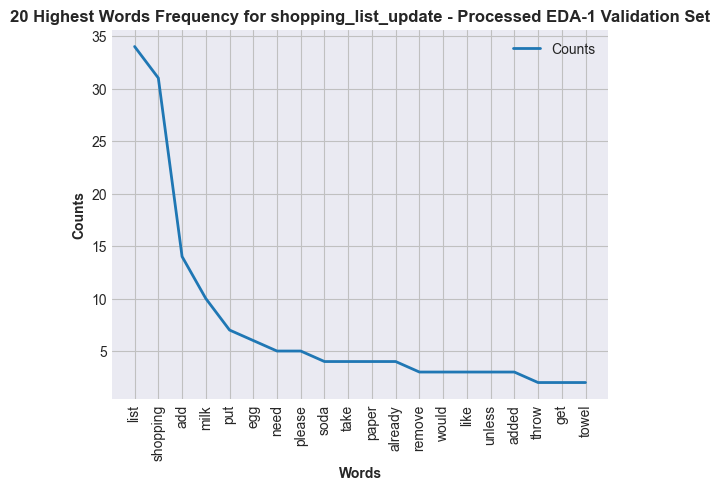 20 Highest Words Frequency for shopping_list_update - Processed EDA-1 Validation Set
Counts
35
30
25
20
15
10
5
Counts
list
shopping
add
milk
put
egg
need
please
soda
take
paper
already
remove
would
like
unless
added
throw
get
towel
Words